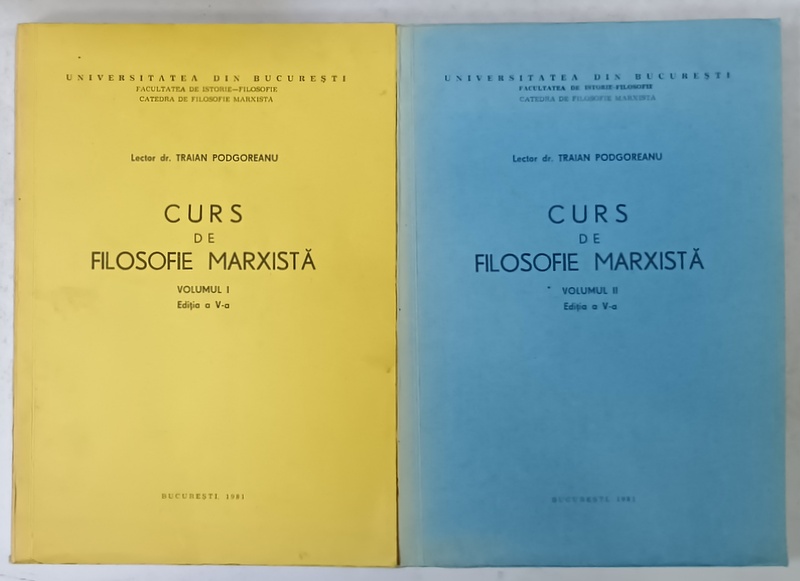 UNIVERSITATEA DIN BUCUREȘTI
FACULTATEA DE ISTORIE—FILOSOFIE
CATEDRA DE FILOSOFIE MARXISTA
Lector dr. TRAIAN PODGOREANU
CURS
DE
FILOSOFIE MARXISTĂ
VOLUMUL I
Ediția a V-a
BUCUREȘTI, 1981
UNIVERSITATEA DIN BUCUREȘTI
FACULTATEA DE ISTORIE-FILOSOFIE
CATEDRA DE FILOSOFIE MARXISTA
Lector dr. TRAIAN PODGOREANU
CURS
DE
FILOSOFIE MARXISTĂ
VOLUMUL II
Ediția a V-a
BUCUREȘTI, 1981